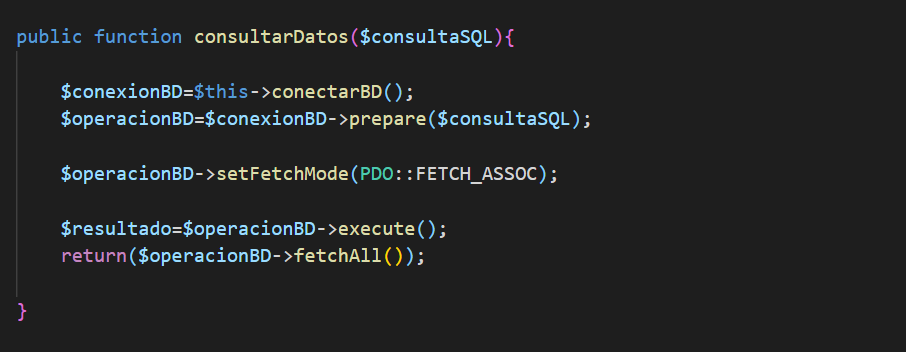 public function consultarDatos($consultaSQL){
$conexionBD=$this->conectarBD();
$operacionBD=$conexionBD->prepare($consultaSQL);
$operacionBD->setFetchMode(PDO::FETCH_ASSOC);
$resultado=$operacionBD->execute();
return($operacionBD->fetchAll());
}